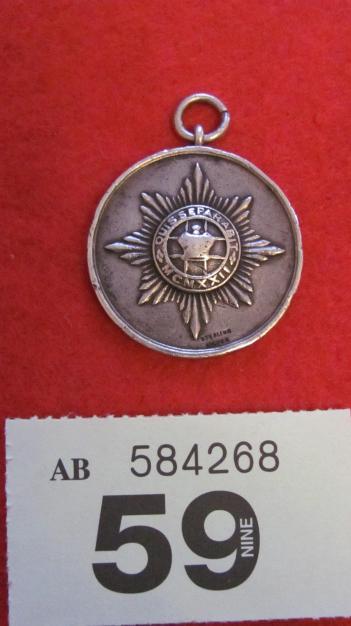 QUIS SEPARABIT
MCMXXII
STERLING
SILVER
AB 584268
59
NINE